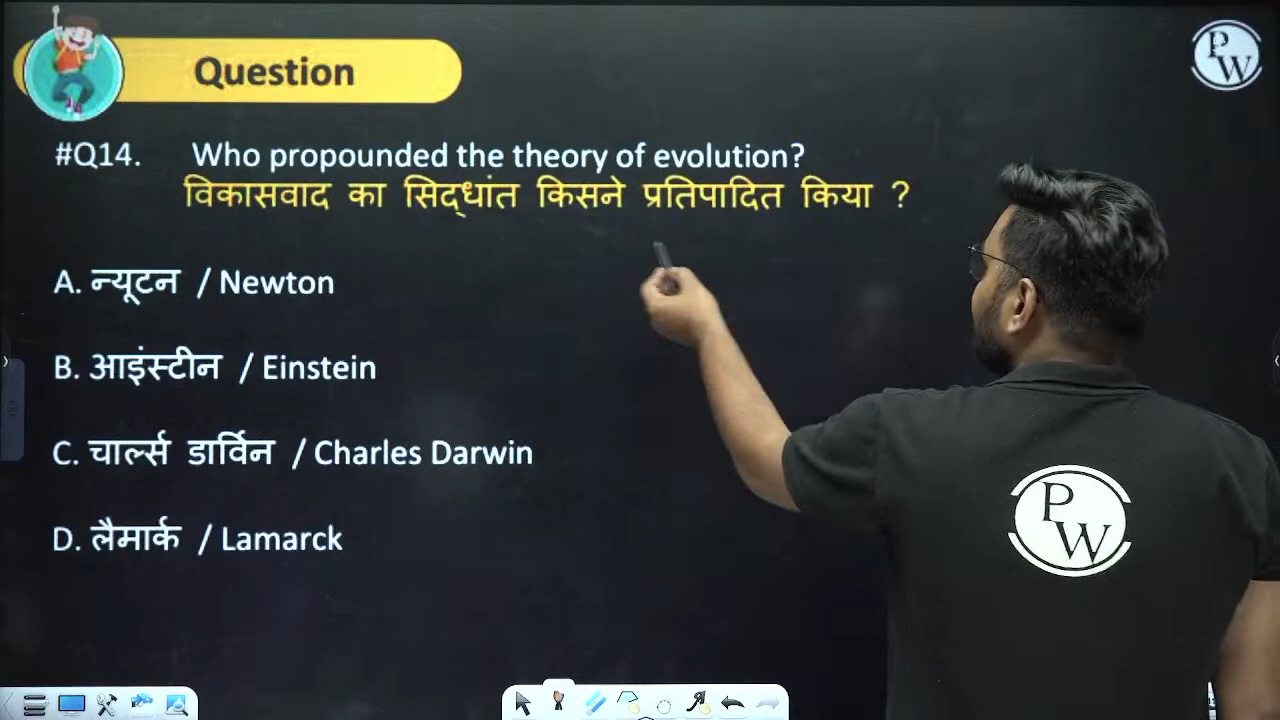 Question
#Q14. Who propounded the theory of evolution?
विकासवाद का सिद्धांत किसने प्रतिपादित किया ?
A. न्यूटन / Newton
B. आइंस्टीन / Einstein
C. चार्ल्स डार्विन / Charles Darwin
D. लैमार्क / Lamarck
PW
PW